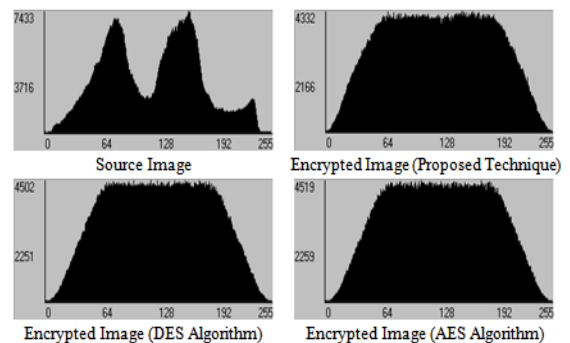 7433
3716
0 64 128 192 255
Source Image
4332
2166
0 64 128 192 255
Encrypted Image (Proposed Technique)
4502
2251
0 64 128 192 255
Encrypted Image (DES Algorithm)
4519
2259
0 64 128 192 255
Encrypted Image (AES Algorithm)